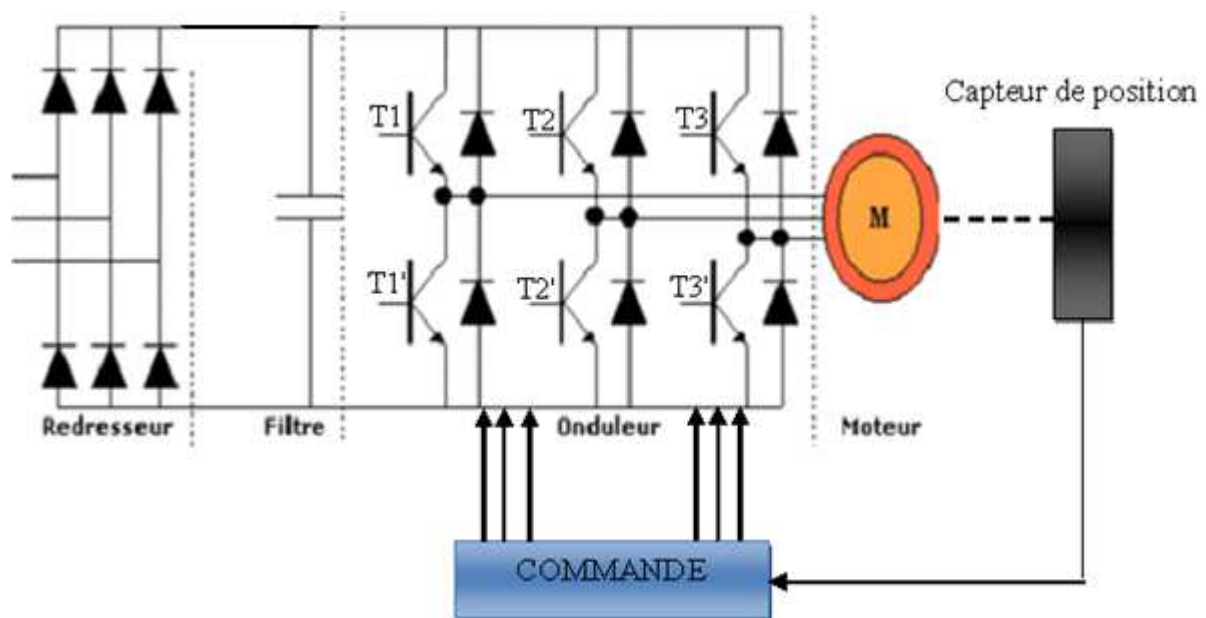 Capteur de position
T1
T2
T3
M
T1'
T2'
T3'
Redresseur
Filtre
Onduleur
Moteur
COMMANDE